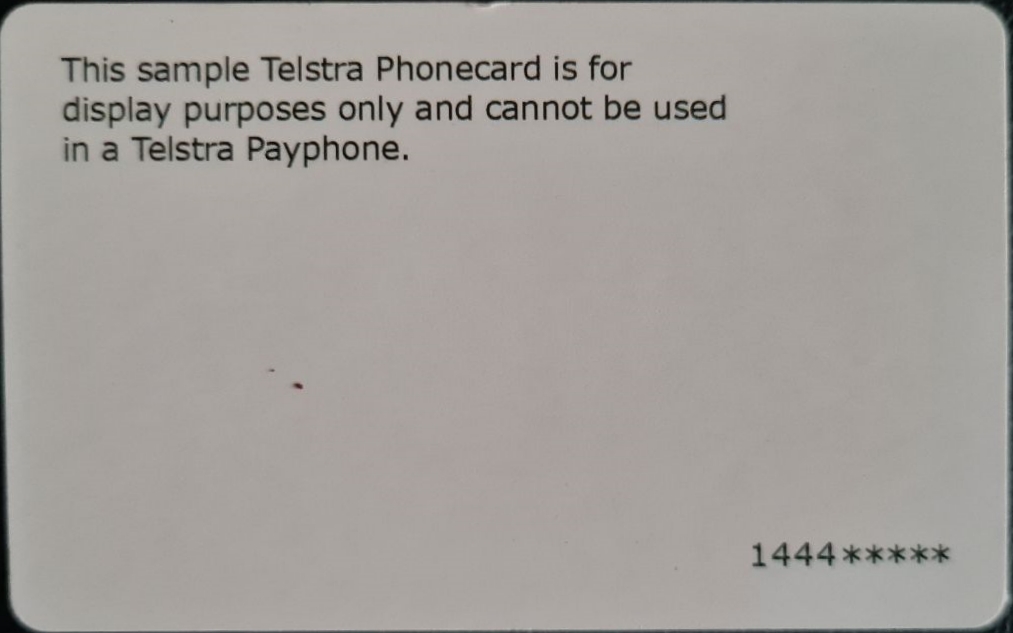 This sample Telstra Phonecard is for
display purposes only and cannot be used
in a Telstra Payphone.
1444*****